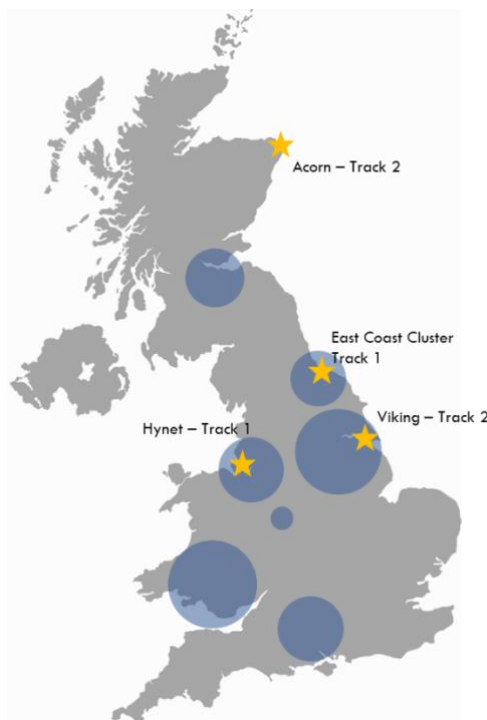 Acorn – Track 2
East Coast Cluster
Track 1
Viking – Track 2
Hynet – Track 1